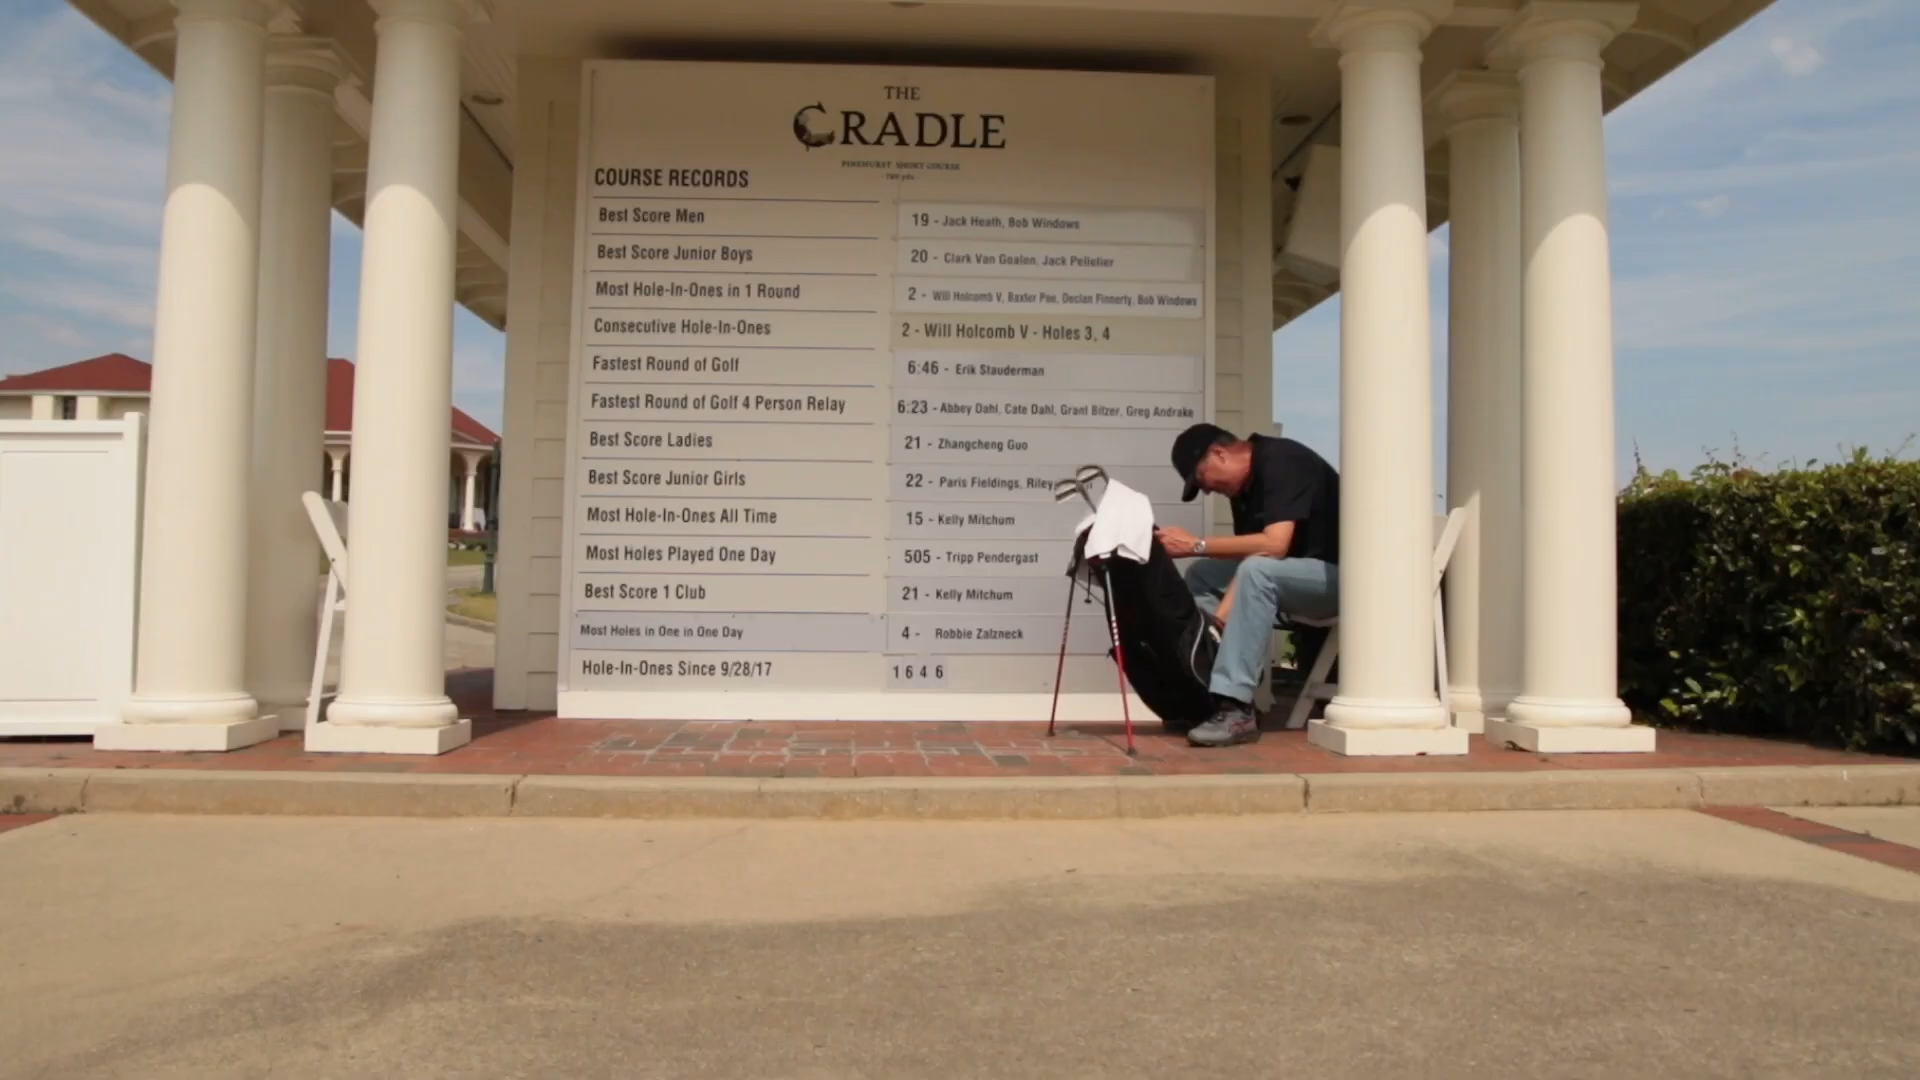 THE
CRADLE
PINEHURST SHORT COURSE
- 789 yds -
COURSE RECORDS
Best Score Men 19 - Jack Heath, Bob Windows
Best Score Junior Boys 20 - Clark Van Goalen, Jack Pelletier
Most Hole-In-Ones in 1 Round 2 - Will Holcomb V, Baxter Poe, Declan Finnerty, Bob Windows
Consecutive Hole-In-Ones 2 - Will Holcomb V - Holes 3, 4
Fastest Round of Golf 6:46 - Erik Stauderman
Fastest Round of Golf 4 Person Relay 6:23 - Abbey Dahl, Cate Dahl, Grant Bitzer, Greg Andrake
Best Score Ladies 21 - Zhangcheng Guo
Best Score Junior Girls 22 - Paris Fieldings, Riley
Most Hole-In-Ones All Time 15 - Kelly Mitchum
Most Holes Played One Day 505 - Tripp Pendergast
Best Score 1 Club 21 - Kelly Mitchum
Most Holes in One in One Day 4 - Robbie Zalzneck
Hole-In-Ones Since 9/28/17 1646